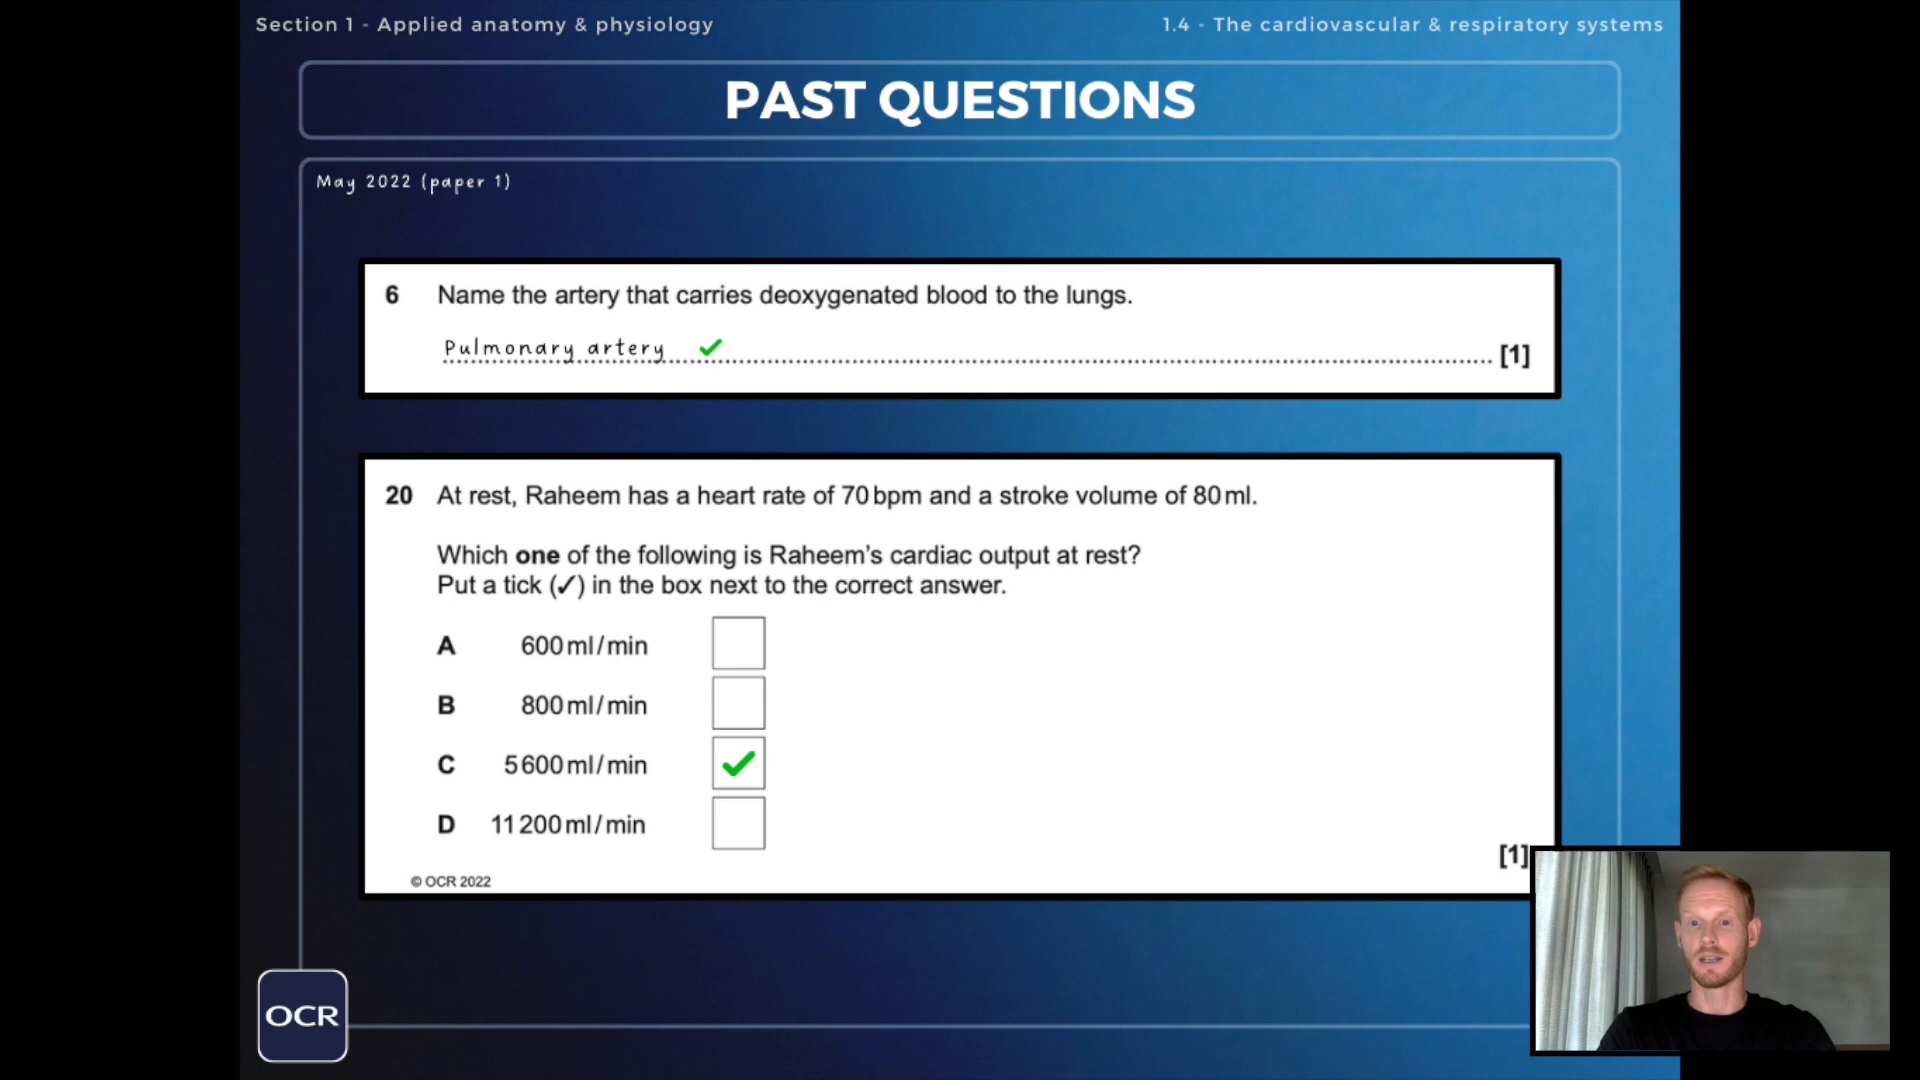 Section 1 - Applied anatomy & physiology
1.4 - The cardiovascular & respiratory systems
PAST QUESTIONS
May 2022 (paper 1)
6 Name the artery that carries deoxygenated blood to the lungs.
Pulmonary artery ✓ [1]
20 At rest, Raheem has a heart rate of 70 bpm and a stroke volume of 80 ml.
Which one of the following is Raheem's cardiac output at rest?
Put a tick (✓) in the box next to the correct answer.
A 600 ml/min
B 800 ml/min
C 5600 ml/min ✓
D 11200 ml/min
[1]
© OCR 2022
OCR